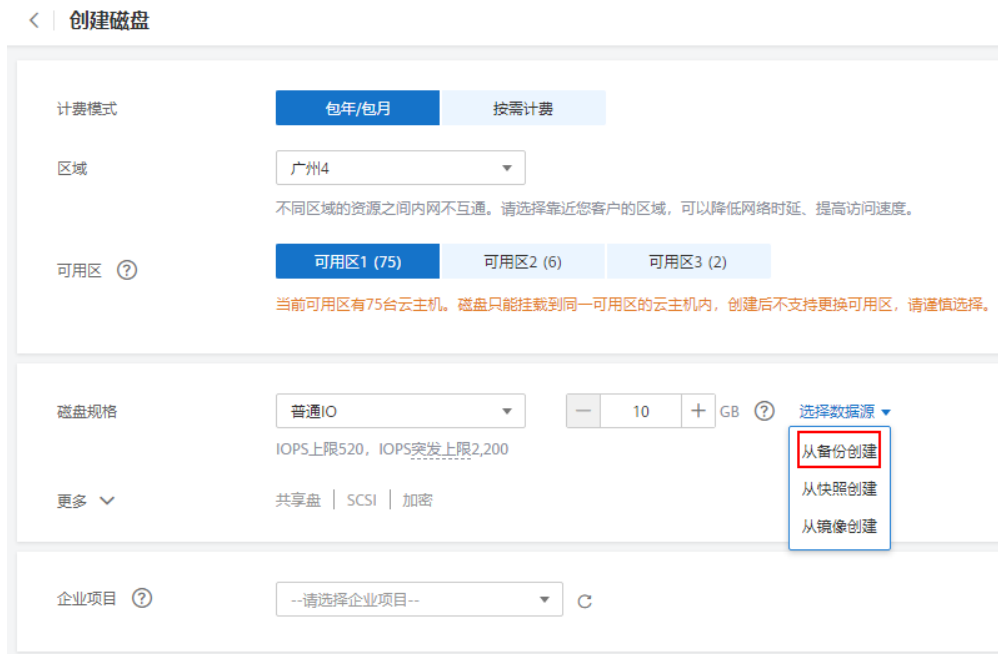 创建磁盘
计费模式 包年/包月 按需计费
区域 广州4
不同区域的资源之间内网不互通。请选择靠近您客户的区域，可以降低网络时延、提高访问速度。
可用区 ? 可用区1 (75) 可用区2 (6) 可用区3 (2)
当前可用区有75台云主机。磁盘只能挂载到同一可用区的云主机内，创建后不支持更换可用区，请谨慎选择。
磁盘规格 普通IO — 10 + GB ? 选择数据源
IOPS上限520，IOPS突发上限2,200
从备份创建
从快照创建
从镜像创建
更多 共享盘 | SCSI | 加密
企业项目 ? --请选择企业项目--